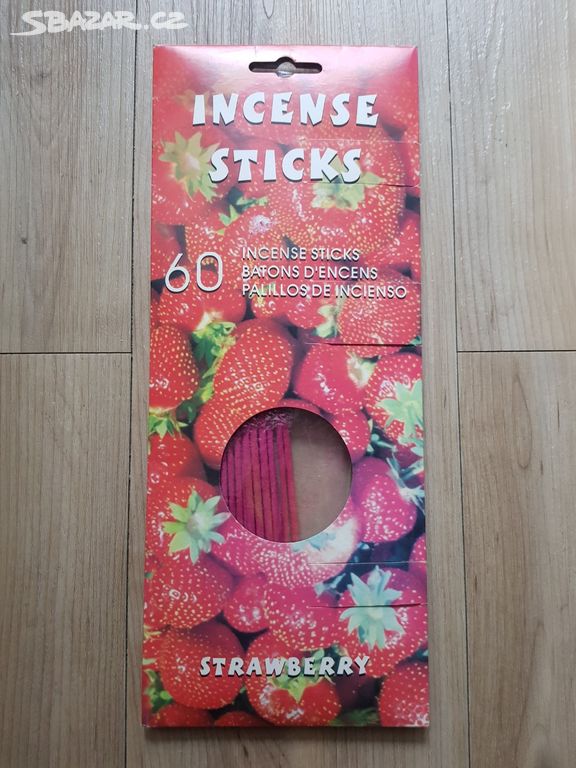 SBAZAR.CZ
INCENSE
STICKS
60
INCENSE STICKS
BATONS D'ENCENS
PALILLOS DE INCIENSO
STRAWBERRY